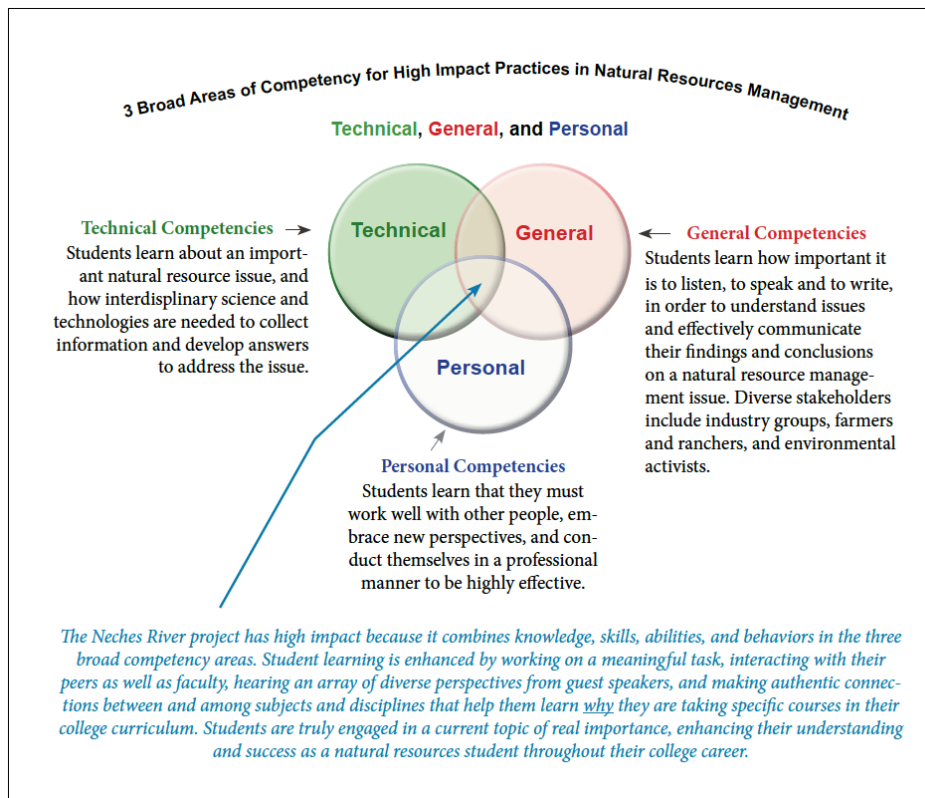 3 Broad Areas of Competency for High Impact Practices in Natural Resources Management
Technical, General, and Personal
Technical
General
Personal
Technical Competencies
Students learn about an import-
ant natural resource issue, and
how interdisplinary science and
technologies are needed to collect
information and develop answers
to address the issue.
General Competencies
Students learn how important it
is to listen, to speak and to write,
in order to understand issues
and effectively communicate
their findings and conclusions
on a natural resource manage-
ment issue. Diverse stakeholders
include industry groups, farmers
and ranchers, and environmental
activists.
Personal Competencies
Students learn that they must
work well with other people, em-
brace new perspectives, and con-
duct themselves in a professional
manner to be highly effective.
The Neches River project has high impact because it combines knowledge, skills, abilities, and behaviors in the three
broad competency areas. Student learning is enhanced by working on a meaningful task, interacting with their
peers as well as faculty, hearing an array of diverse perspectives from guest speakers, and making authentic connec-
tions between and among subjects and disciplines that help them learn why they are taking specific courses in their
college curriculum. Students are truly engaged in a current topic of real importance, enhancing their understanding
and success as a natural resources student throughout their college career.